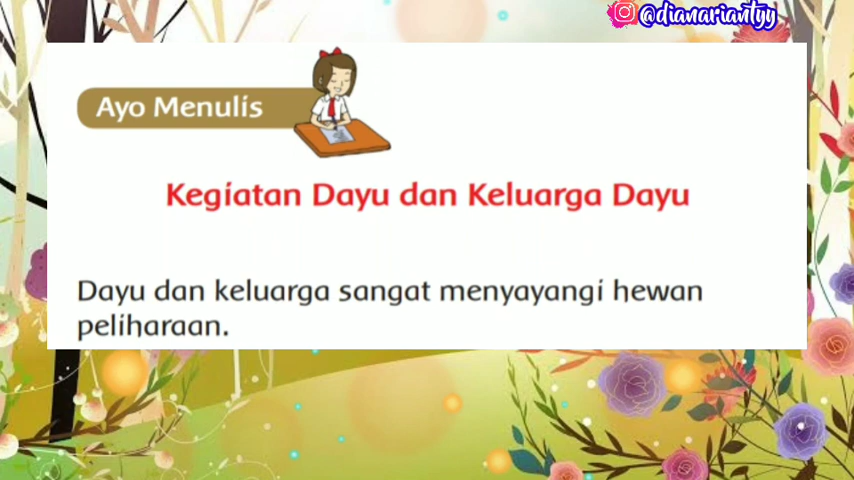 @dianariantyy
Ayo Menulis
Kegiatan Dayu dan Keluarga Dayu
Dayu dan keluarga sangat menyayangi hewan
peliharaan.